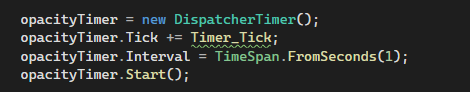 opacityTimer = new DispatcherTimer();
opacityTimer.Tick += Timer_Tick;
opacityTimer.Interval = TimeSpan.FromSeconds(1);
opacityTimer.Start();